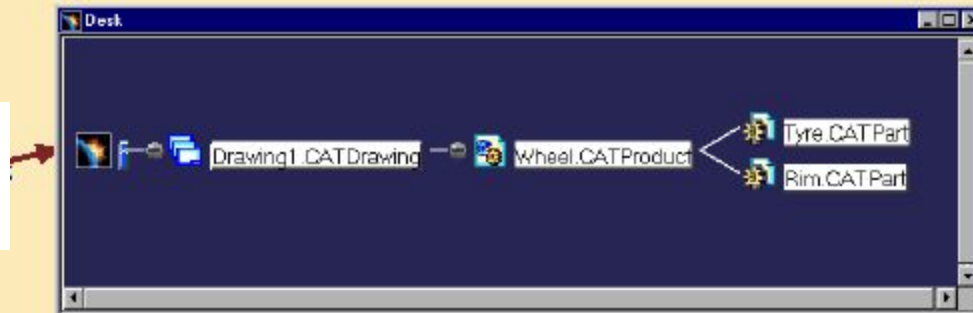 Desk
Drawing1.CATDrawing
Wheel.CATProduct
Tyre.CATPart
Rim.CATPart